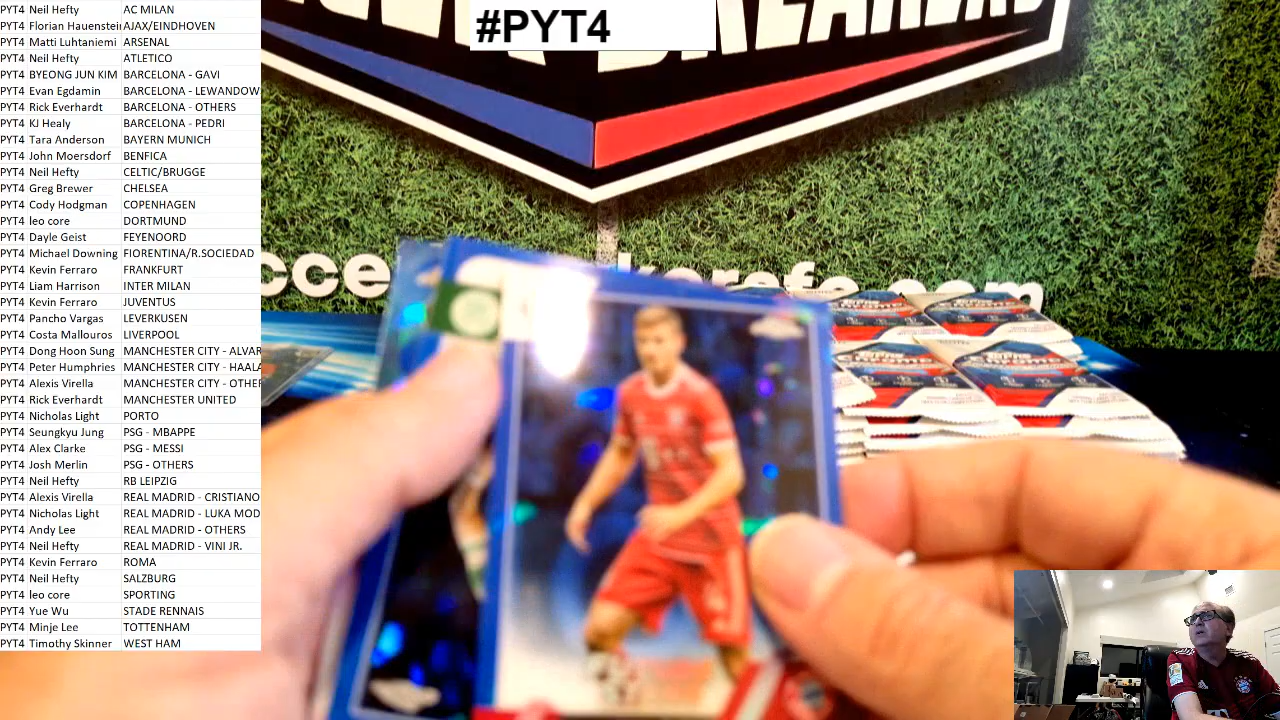 #PYT4
PYT4 Neil Hefty AC MILAN
PYT4 Florian Hauenstein AJAX/EINDHOVEN
PYT4 Matti Luhtaniemi ARSENAL
PYT4 Neil Hefty ATLETICO
PYT4 BYEONG JUN KIM BARCELONA - GAVI
PYT4 Evan Egdamin BARCELONA - LEWANDOW
PYT4 Rick Everhardt BARCELONA - OTHERS
PYT4 KJ Healy BARCELONA - PEDRI
PYT4 Tara Anderson BAYERN MUNICH
PYT4 John Moersdorf BENFICA
PYT4 Neil Hefty CELTIC/BRUGGE
PYT4 Greg Brewer CHELSEA
PYT4 Cody Hodgman COPENHAGEN
PYT4 leo core DORTMUND
PYT4 Dayle Geist FEYENOORD
PYT4 Michael Downing FIORENTINA/R.SOCIEDAD
PYT4 Kevin Ferraro FRANKFURT
PYT4 Liam Harrison INTER MILAN
PYT4 Kevin Ferraro JUVENTUS
PYT4 Pancho Vargas LEVERKUSEN
PYT4 Costa Mallouros LIVERPOOL
PYT4 Dong Hoon Sung MANCHESTER CITY - ALVAR
PYT4 Peter Humphries MANCHESTER CITY - HAALA
PYT4 Alexis Virella MANCHESTER CITY - OTHE
PYT4 Rick Everhardt MANCHESTER UNITED
PYT4 Nicholas Light PORTO
PYT4 Seungkyu Jung PSG - MBAPPE
PYT4 Alex Clarke PSG - MESSI
PYT4 Josh Merlin PSG - OTHERS
PYT4 Neil Hefty RB LEIPZIG
PYT4 Alexis Virella REAL MADRID - CRISTIANO
PYT4 Nicholas Light REAL MADRID - LUKA MOD
PYT4 Andy Lee REAL MADRID - OTHERS
PYT4 Neil Hefty REAL MADRID - VINI JR.
PYT4 Kevin Ferraro ROMA
PYT4 Neil Hefty SALZBURG
PYT4 leo core SPORTING
PYT4 Yue Wu STADE RENNAIS
PYT4 Minje Lee TOTTENHAM
PYT4 Timothy Skinner WEST HAM